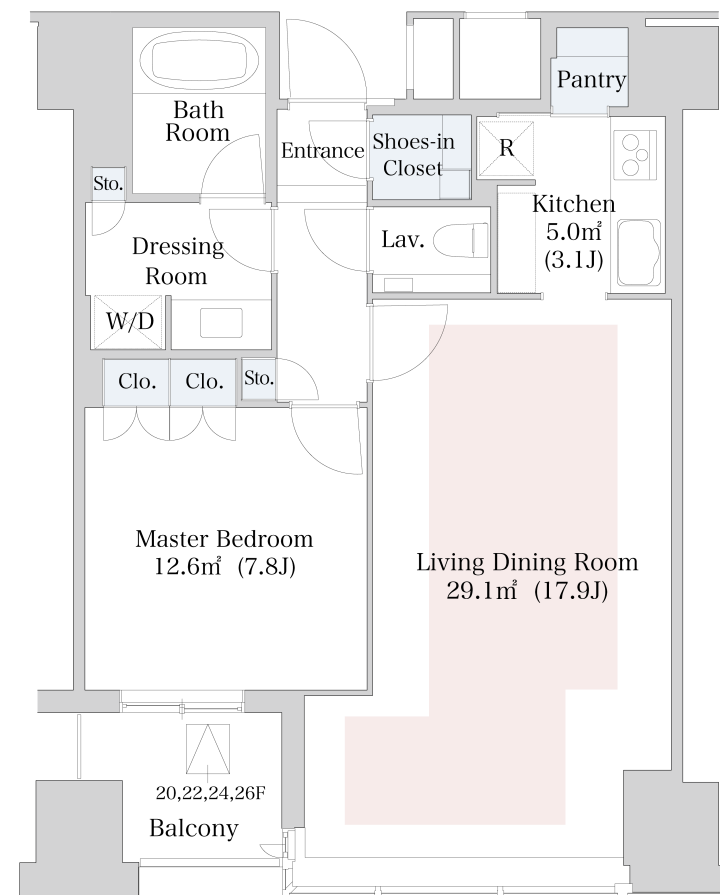 Pantry
Bath
Room
Entrance
Shoes-in
Closet
R
Sto.
Kitchen
5.0㎡
(3.1J)
Lav.
Dressing
Room
W/D
Clo.
Clo.
Sto.
Master Bedroom
12.6㎡ (7.8J)
Living Dining Room
29.1㎡ (17.9J)
20,22,24,26F
Balcony